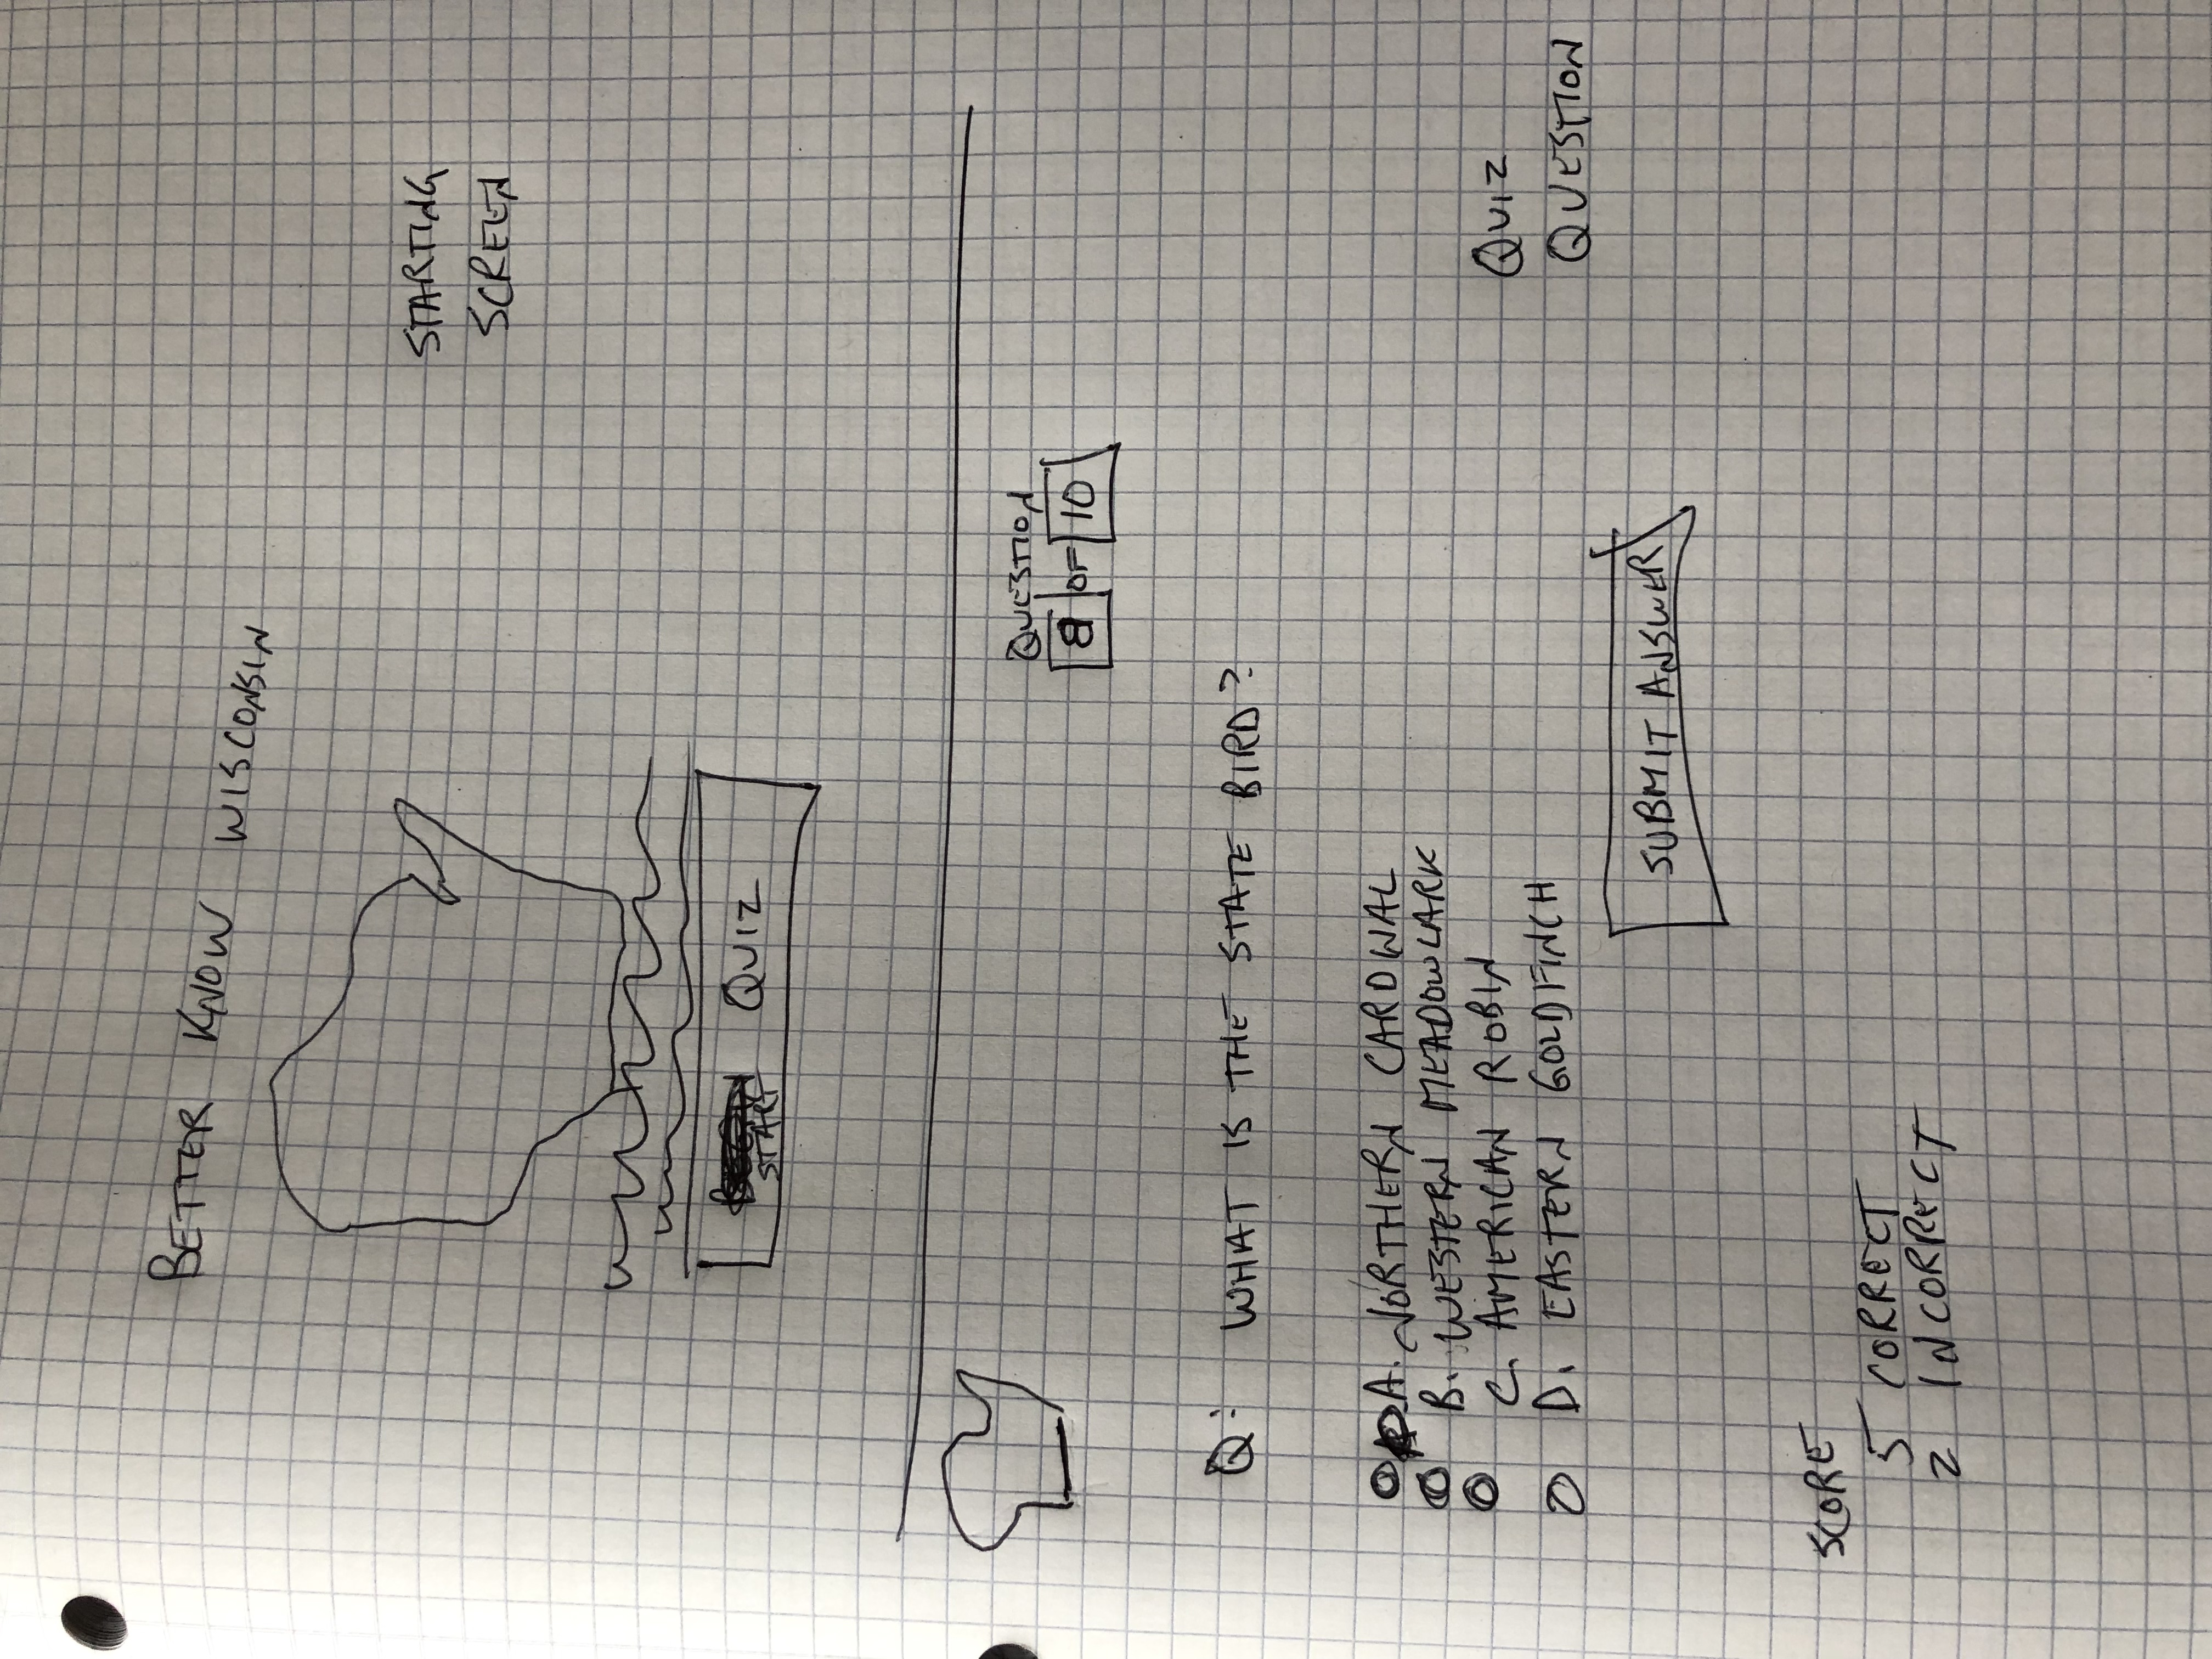 BETTER KNOW WISCONSIN
STARTING
SCREEN
START QUIZ
QUESTION
8 OF 10
Q: WHAT IS THE STATE BIRD?
A. NORTHERN CARDINAL
B. WESTERN MEADOWLARK
C. AMERICAN ROBIN
D. EASTERN GOLDFINCH
QUIZ
QUESTION
SUBMIT ANSWER
SCORE
5 CORRECT
2 INCORRECT